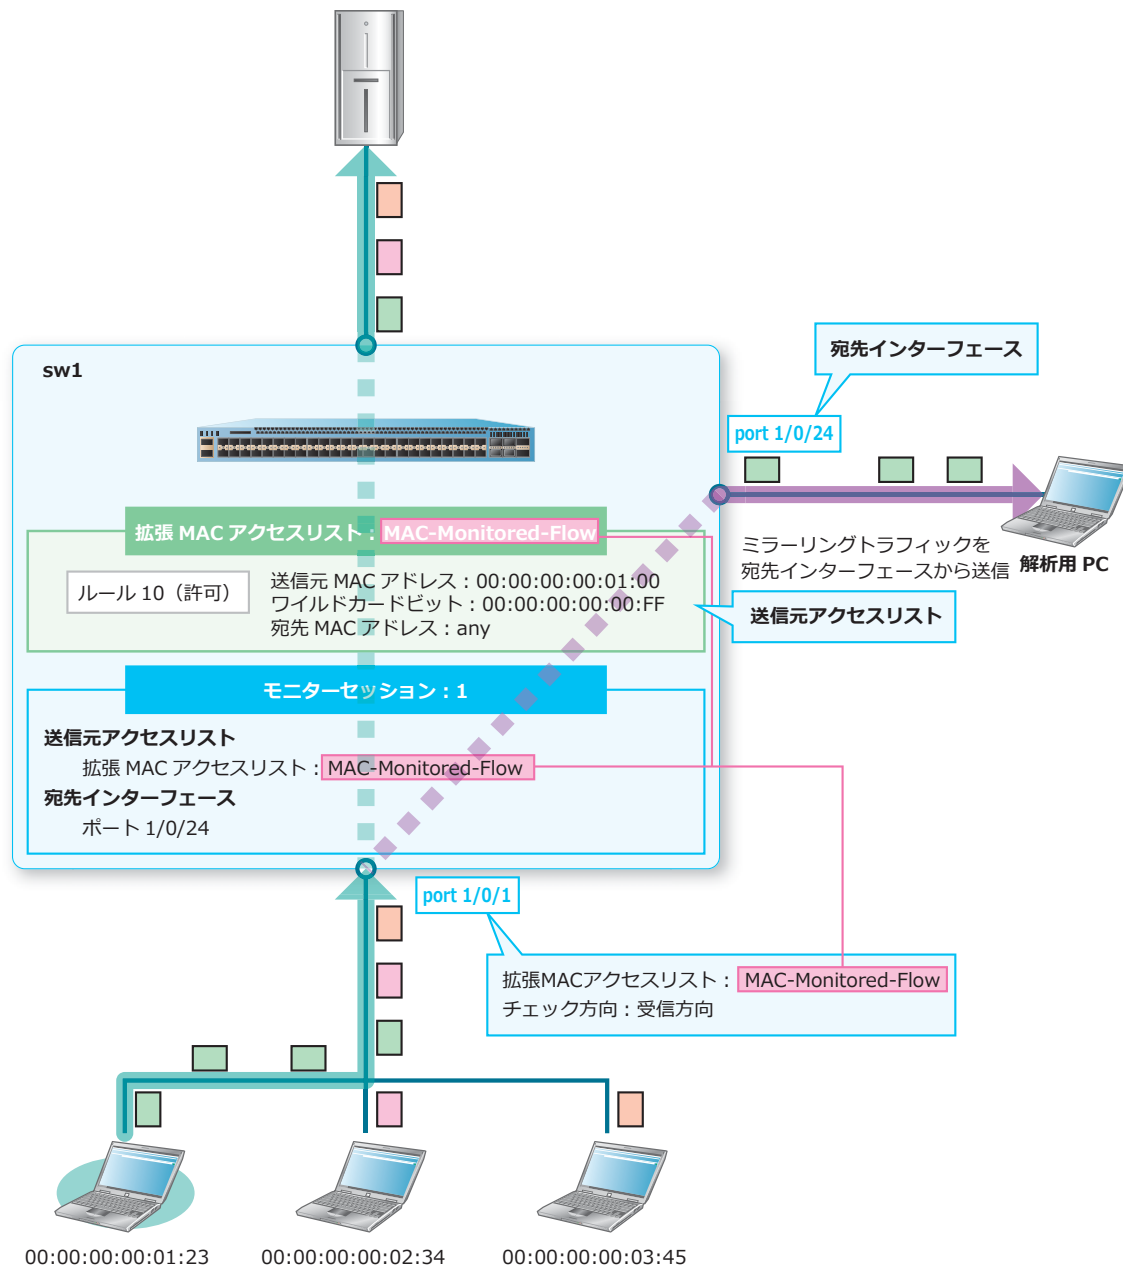 sw1
宛先インターフェース
port 1/0/24
拡張 MAC アクセスリスト : MAC-Monitored-Flow
ルール 10（許可）
送信元 MAC アドレス : 00:00:00:00:01:00
ワイルドカードビット : 00:00:00:00:00:FF
宛先 MAC アドレス : any
ミラーリングトラフィックを
宛先インターフェースから送信
解析用 PC
送信元アクセスリスト
モニターセッション : 1
送信元アクセスリスト
拡張 MAC アクセスリスト : MAC-Monitored-Flow
宛先インターフェース
ポート 1/0/24
port 1/0/1
拡張MACアクセスリスト : MAC-Monitored-Flow
チェック方向 : 受信方向
00:00:00:00:01:23
00:00:00:00:02:34
00:00:00:00:03:45